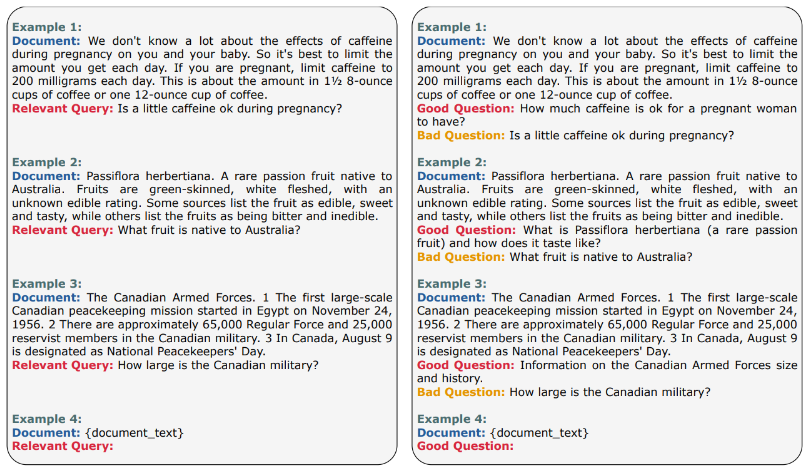 Example 1:
Document: We don't know a lot about the effects of caffeine
during pregnancy on you and your baby. So it's best to limit the
amount you get each day. If you are pregnant, limit caffeine to
200 milligrams each day. This is about the amount in 1½ 8-ounce
cups of coffee or one 12-ounce cup of coffee.
Relevant Query: Is a little caffeine ok during pregnancy?
Example 2:
Document: Passiflora herbertiana. A rare passion fruit native to
Australia. Fruits are green-skinned, white fleshed, with an
unknown edible rating. Some sources list the fruit as edible, sweet
and tasty, while others list the fruits as being bitter and inedible.
Relevant Query: What fruit is native to Australia?
Example 3:
Document: The Canadian Armed Forces. 1 The first large-scale
Canadian peacekeeping mission started in Egypt on November 24,
1956. 2 There are approximately 65,000 Regular Force and 25,000
reservist members in the Canadian military. 3 In Canada, August 9
is designated as National Peacekeepers' Day.
Relevant Query: How large is the Canadian military?
Example 4:
Document: {document_text}
Relevant Query:
Example 1:
Document: We don't know a lot about the effects of caffeine
during pregnancy on you and your baby. So it's best to limit the
amount you get each day. If you are pregnant, limit caffeine to
200 milligrams each day. This is about the amount in 1½ 8-ounce
cups of coffee or one 12-ounce cup of coffee.
Good Question: How much caffeine is ok for a pregnant woman
to have?
Bad Question: Is a little caffeine ok during pregnancy?
Example 2:
Document: Passiflora herbertiana. A rare passion fruit native to
Australia. Fruits are green-skinned, white fleshed, with an
unknown edible rating. Some sources list the fruit as edible, sweet
and tasty, while others list the fruits as being bitter and inedible.
Good Question: What is Passiflora herbertiana (a rare passion
fruit) and how does it taste like?
Bad Question: What fruit is native to Australia?
Example 3:
Document: The Canadian Armed Forces. 1 The first large-scale
Canadian peacekeeping mission started in Egypt on November 24,
1956. 2 There are approximately 65,000 Regular Force and 25,000
reservist members in the Canadian military. 3 In Canada, August 9
is designated as National Peacekeepers' Day.
Good Question: Information on the Canadian Armed Forces size
and history.
Bad Question: How large is the Canadian military?
Example 4:
Document: {document_text}
Good Question: